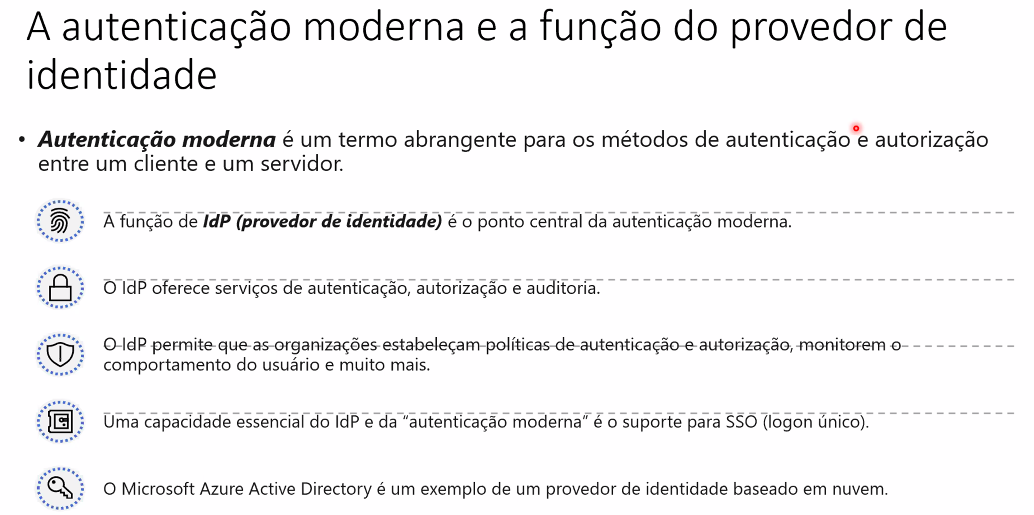 A autenticação moderna e a função do provedor de
identidade
• Autenticação moderna é um termo abrangente para os métodos de autenticação e autorização
entre um cliente e um servidor.
A função de IdP (provedor de identidade) é o ponto central da autenticação moderna.
O IdP oferece serviços de autenticação, autorização e auditoria.
O IdP permite que as organizações estabeleçam políticas de autenticação e autorização, monitorem o
comportamento do usuário e muito mais.
Uma capacidade essencial do IdP e da “autenticação moderna” é o suporte para SSO (logon único).
O Microsoft Azure Active Directory é um exemplo de um provedor de identidade baseado em nuvem.